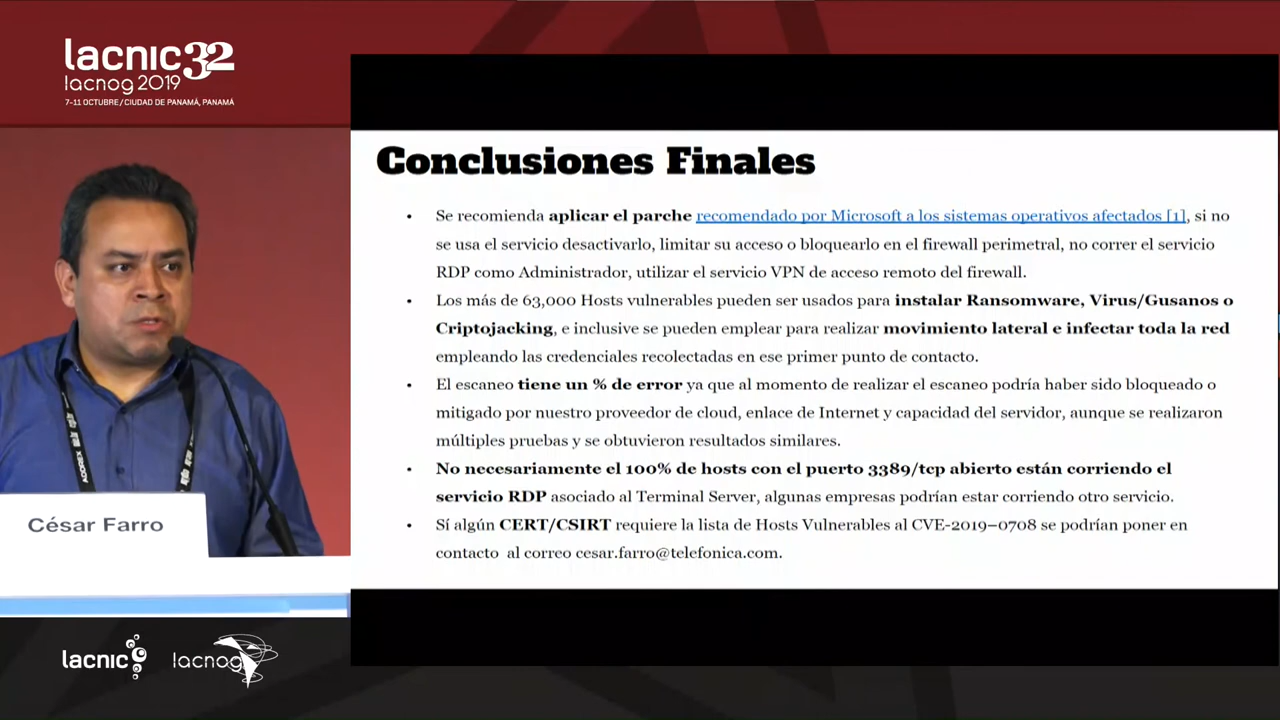 lacnic32
lacnog 2019
7-11 OCTUBRE / CIUDAD DE PANAMÁ, PANAMÁ
Conclusiones Finales
• Se recomienda aplicar el parche recomendado por Microsoft a los sistemas operativos afectados [1], si no
se usa el servicio desactivarlo, limitar su acceso o bloquearlo en el firewall perimetral, no correr el servicio
RDP como Administrador, utilizar el servicio VPN de acceso remoto del firewall.
• Los más de 63,000 Hosts vulnerables pueden ser usados para instalar Ransomware, Virus/Gusanos o
Criptojacking, e inclusive se pueden emplear para realizar movimiento lateral e infectar toda la red
empleando las credenciales recolectadas en ese primer punto de contacto.
• El escaneo tiene un % de error ya que al momento de realizar el escaneo podría haber sido bloqueado o
mitigado por nuestro proveedor de cloud, enlace de Internet y capacidad del servidor, aunque se realizaron
múltiples pruebas y se obtuvieron resultados similares.
• No necesariamente el 100% de hosts con el puerto 3389/tcp abierto están corriendo el
servicio RDP asociado al Terminal Server, algunas empresas podrían estar corriendo otro servicio.
• Sí algún CERT/CSIRT requiere la lista de Hosts Vulnerables al CVE-2019–0708 se podrían poner en
contacto al correo cesar.farro@telefonica.com.
César Farro
lacnic
lacnog